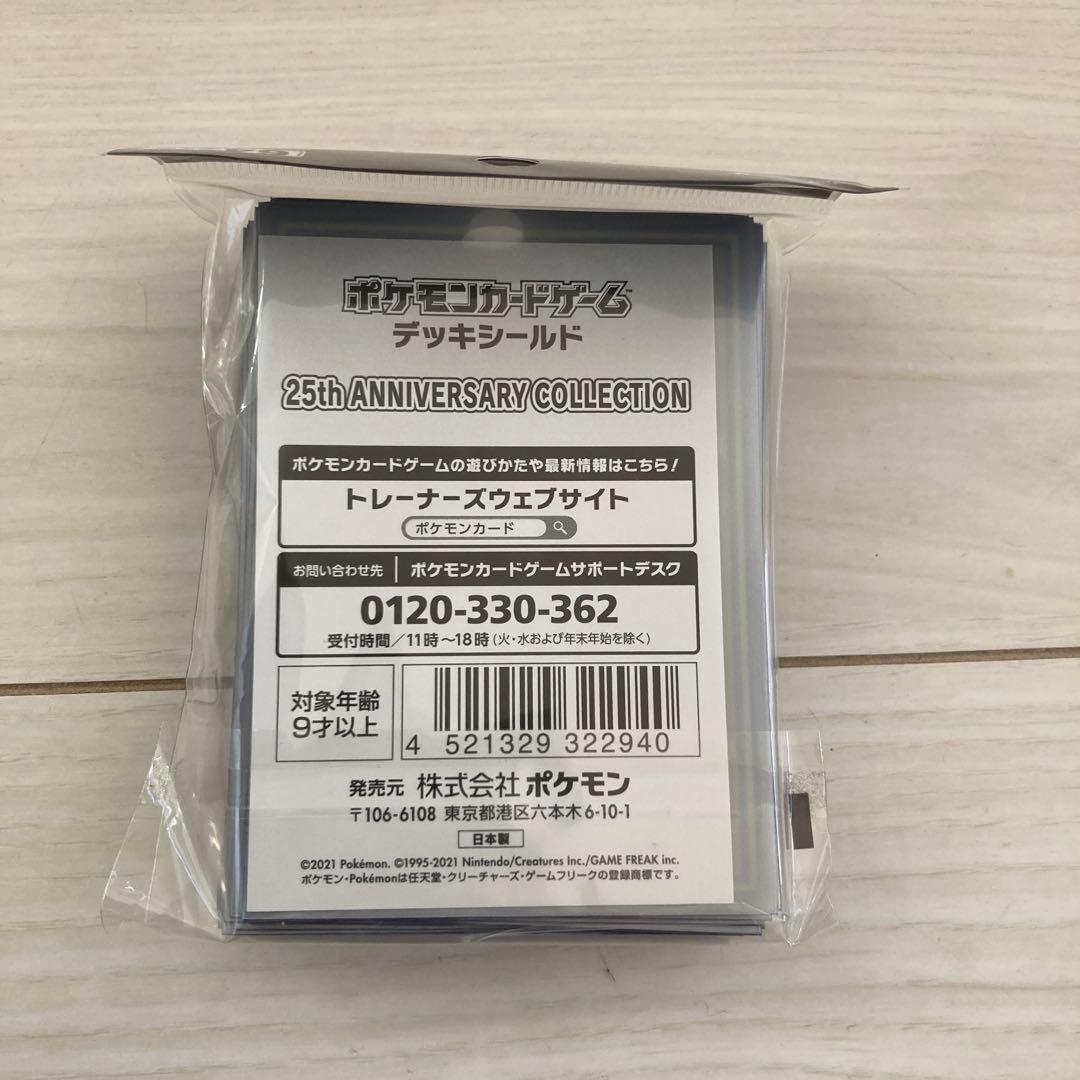 ポケモンカードゲーム™
デッキシールド
25th ANNIVERSARY COLLECTION
ポケモンカードゲームの遊びかたや最新情報はこちら!
トレーナーズウェブサイト
ポケモンカード
お問い合わせ先 | ポケモンカードゲームサポートデスク
0120-330-362
受付時間/11時〜18時(火・水および年末年始を除く)
対象年齢
9才以上
4 521329 322940
発売元 株式会社 ポケモン
〒106-6108 東京都港区六本木6-10-1
日本製
©2021 Pokémon. ©1995-2021 Nintendo/Creatures Inc./GAME FREAK inc.
ポケモン・Pokémonは任天堂・クリーチャーズ・ゲームフリークの登録商標です。